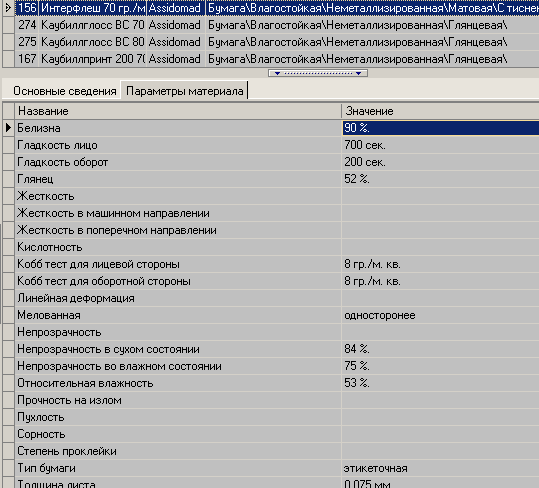 156 Интерфлеш 70 гр./м Assidomad Бумага\Влагостойкая\Неметаллизированная\Матовая\С тиснен
274 Каубиллглосс ВС 70 Assidomad Бумага\Влагостойкая\Неметаллизированная\Глянцевая\
275 Каубиллглосс ВС 80 Assidomad Бумага\Влагостойкая\Неметаллизированная\Глянцевая\
167 Каубиллпринт 200 70 Assidomad Бумага\Влагостойкая\Неметаллизированная\Глянцевая\
Основные сведения Параметры материала
Название Значение
Белизна 90 %.
Гладкость лицо 700 сек.
Гладкость оборот 200 сек.
Глянец 52 %.
Жесткость
Жесткость в машинном направлении
Жесткость в поперечном направлении
Кислотность
Кобб тест для лицевой стороны 8 гр./м. кв.
Кобб тест для оборотной стороны 8 гр./м. кв.
Линейная деформация
Мелованная одностороннее
Непрозрачность
Непрозрачность в сухом состоянии 84 %.
Непрозрачность во влажном состоянии 75 %.
Относительная влажность 53 %.
Прочность на излом
Пухлость
Сорность
Степень проклейки
Тип бумаги этикеточная
Толщина листа 0,075 мм